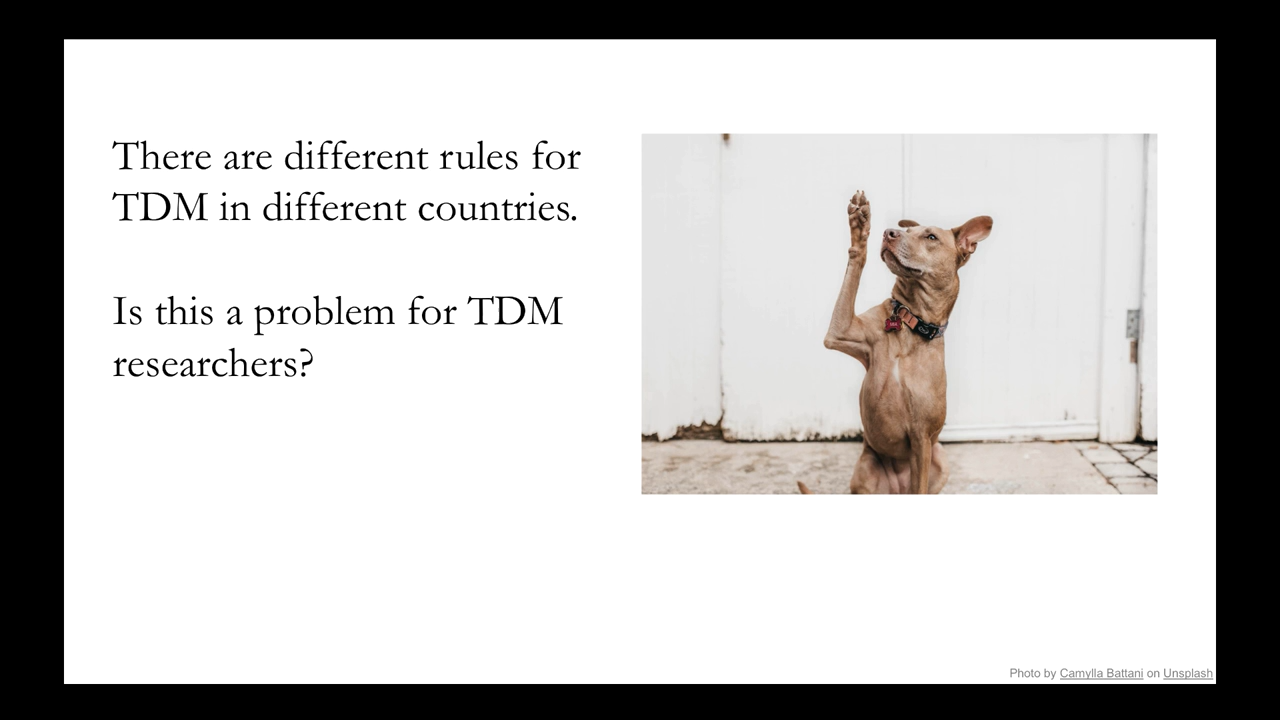 There are different rules for
TDM in different countries.
Is this a problem for TDM
researchers?
Photo by Camylla Battani on Unsplash